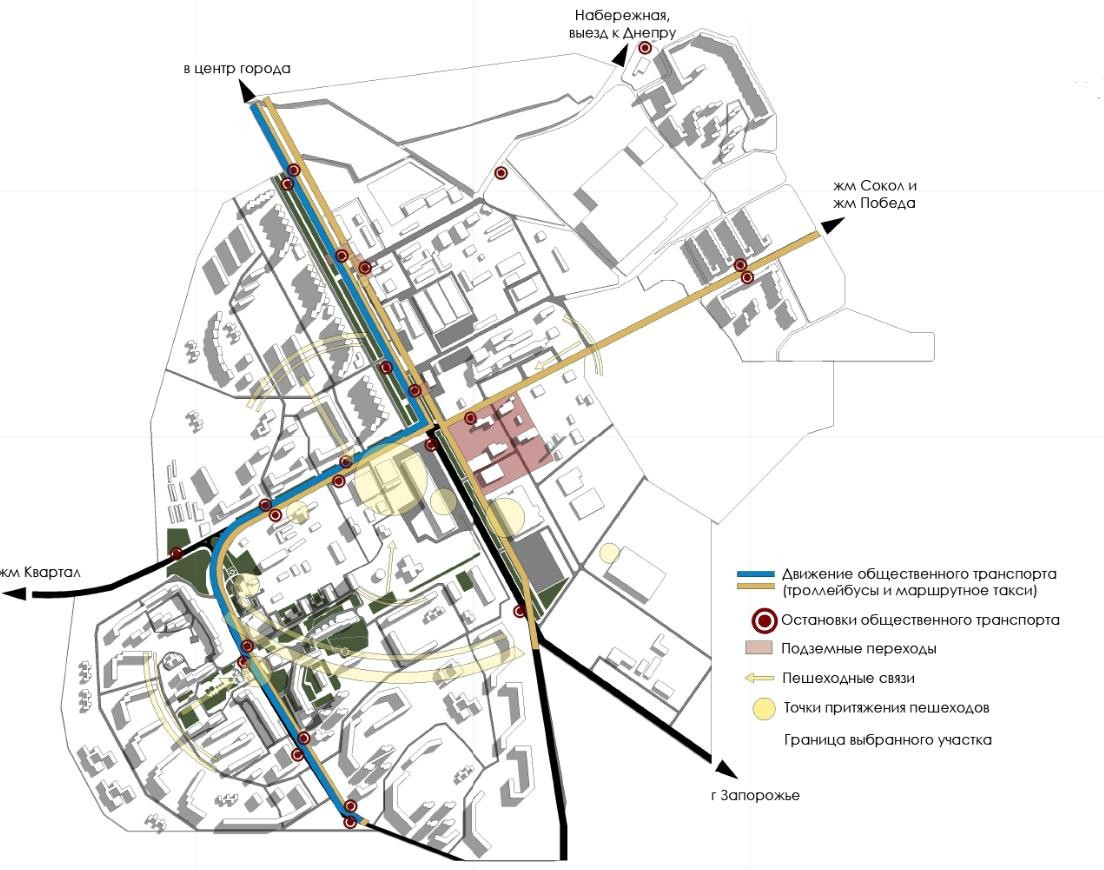 Набережная,
выезд к Днепру
в центр города
жм Сокол и
жм Победа
жм Квартал
Движение общественного транспорта
(троллейбусы и маршрутное такси)
Остановки общественного транспорта
Подземные переходы
Пешеходные связи
Точки притяжения пешеходов
Граница выбранного участка
г Запорожье